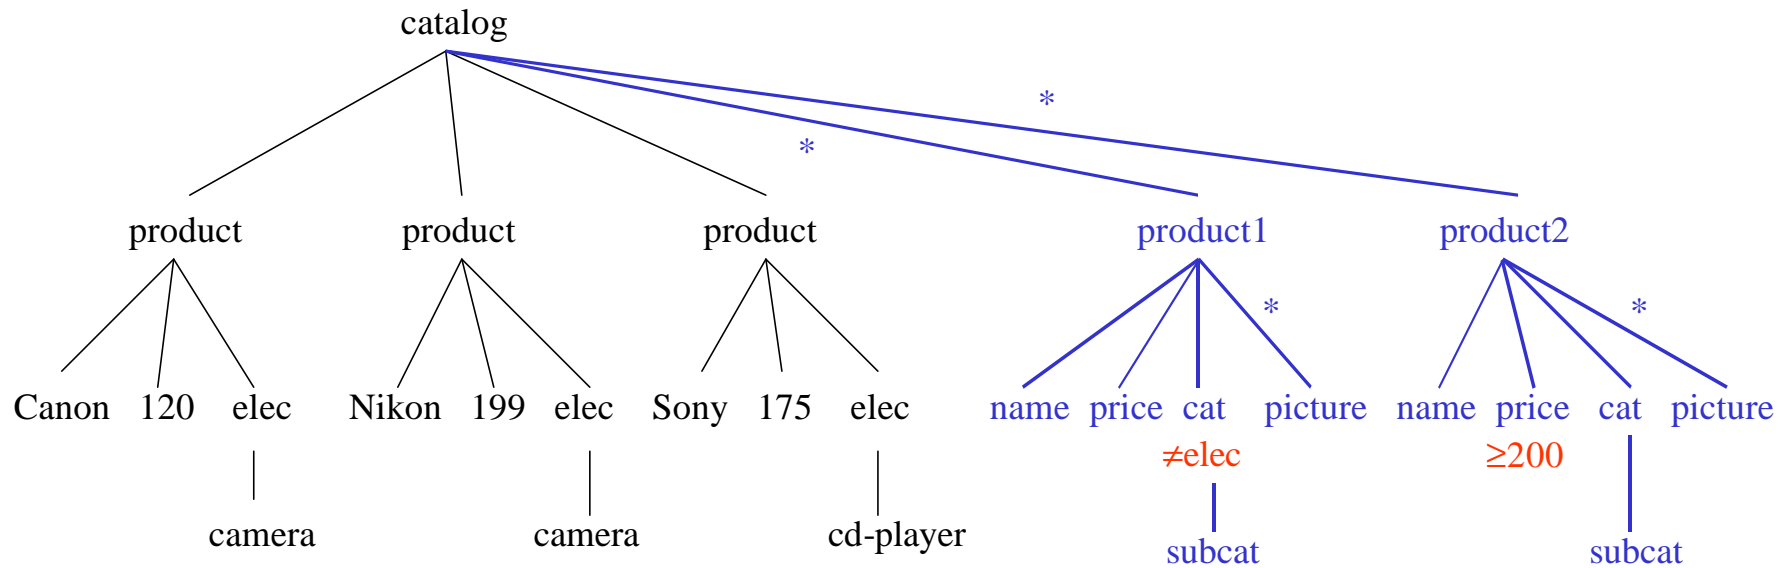 catalog
*
*
product product product product1 product2
* *
Canon 120 elec Nikon 199 elec Sony 175 elec name price cat picture name price cat picture
≠elec ≥200
camera camera cd-player subcat subcat